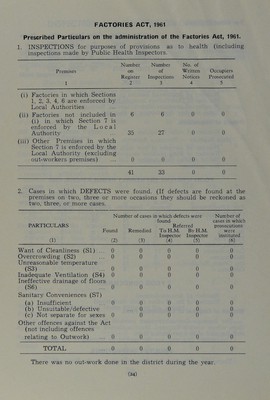 FACTORIES ACT, 1961
Prescribed Particulars on the administration of the Factories Act, 1961.
1. INSPECTIONS for purposes of provisions as to health (including
inspections made by Public Health Inspectors.
Premises Number on Register Number of Inspections No. of Written Notices Occupiers Prosecuted
1 2 3 4 5
(i) Factories in which Sections
1, 2, 3, 4, 6 are enforced by
Local Authorities
(ii) Factories not included in 6 6 0 0
(i) in which Section 7 is
enforced by the Local
Authority 35 27 0 0
(iii) Other Premises in which
Section 7 is enforced by the
Local Authority (excluding
out-workers premises) ... 0 0 0 0
41 33 0 0
2. Cases in which DEFECTS were found. (If defects are found at the
premises on two, three or more occasions they should be reckoned as
two, three, or more cases.
PARTICULARS Number of cases in which defects were found Number of cases in which prosecutions were instituted
Referred
Found Remedied To H.M. Inspector By H.M. Inspector
(1) (2) (3) (4) (5) (6)
Want of Cleanliness (S1) ... 0 0 0 0 0
Overcrowding (S2) ... 0 0 0 0 0
Unreasonable temperature
(S3) 0 0 0 0 0
Inadequate Ventilation (S4) 0 0 0 0 0
Ineffective drainage of floors
(S6) 0 0 0 0 0
Sanitary Conveniences (S7)
(a) Insufficient ... 0 0 0 0 0
(b) Unsuitable/defective 0 0 0 0
(c) Not separate for sexes 0 0 0 0 0
Other offences against the Act
(not including offences
relating to Outwork) ... 0 0 0 0 0
TOTAL ... 0 0 0 0 0
There was no out-work done in the district during the year.